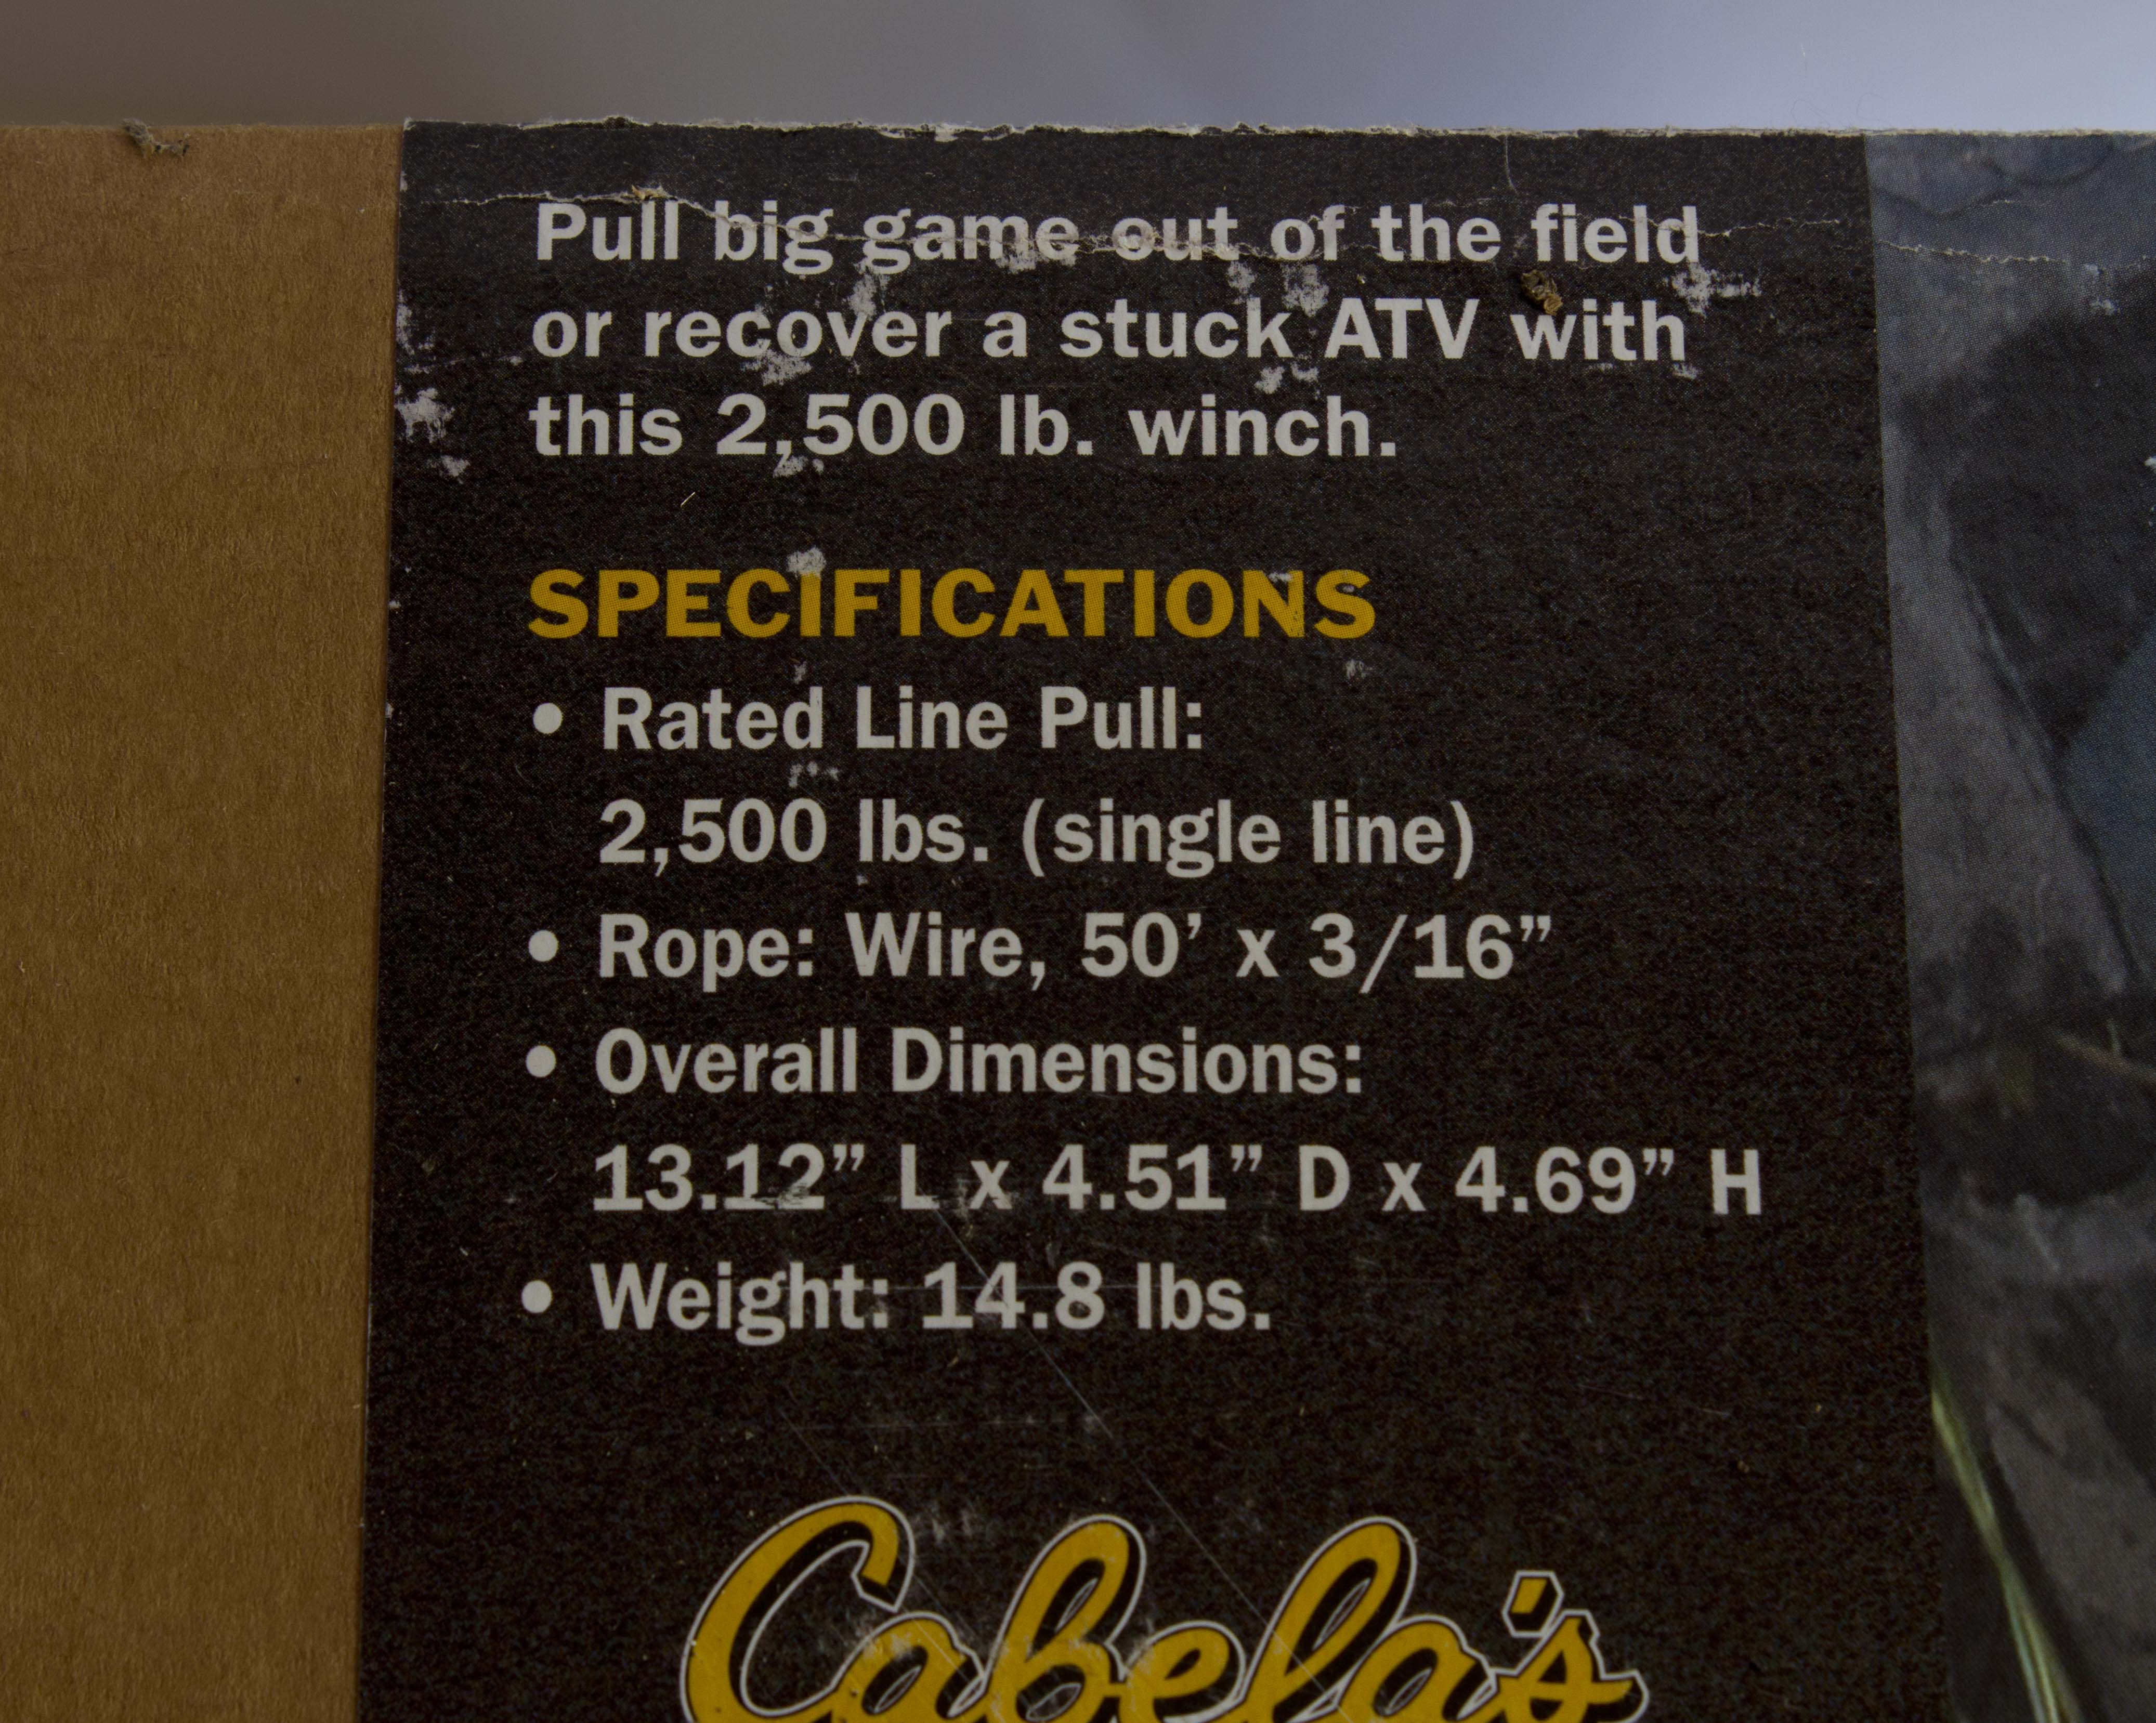 Pull big game out of the field
or recover a stuck ATV with
this 2,500 lb. winch.
SPECIFICATIONS
• Rated Line Pull:
2,500 lbs. (single line)
• Rope: Wire, 50’ x 3/16”
• Overall Dimensions:
13.12” L x 4.51” D x 4.69” H
• Weight: 14.8 lbs.
Cabela's